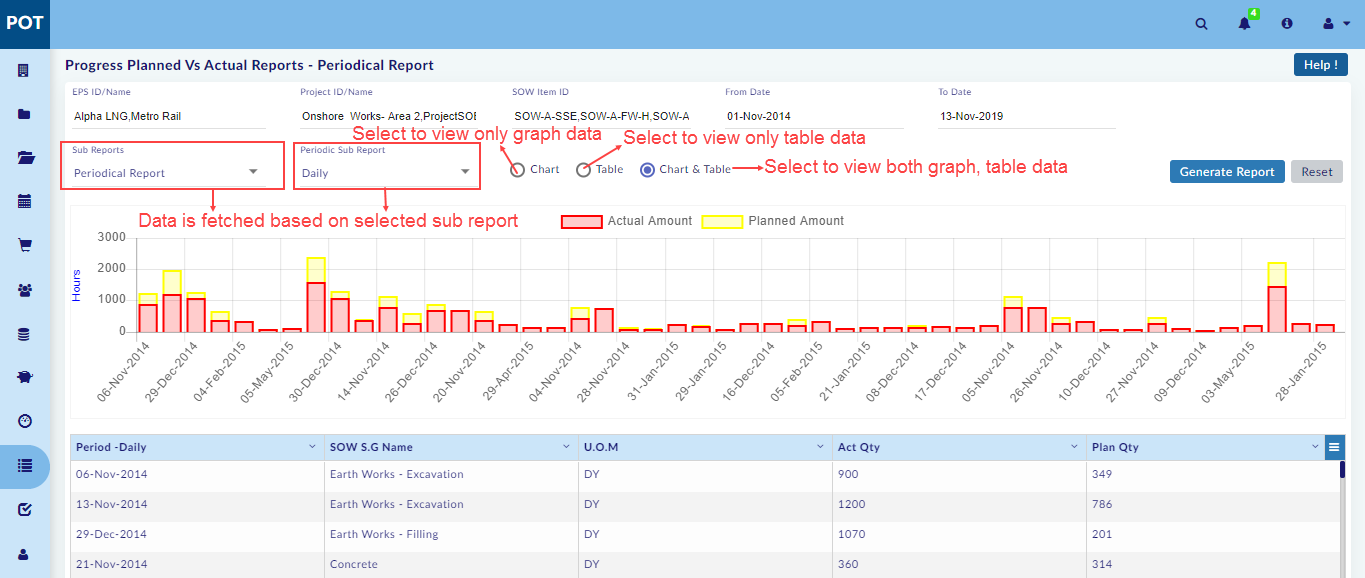 POT
4
Progress Planned Vs Actual Reports - Periodical Report
Help !
EPS ID/Name
Project ID/Name
SOW Item ID
From Date
To Date
Alpha LNG,Metro Rail
Onshore Works- Area 2,ProjectSOE
SOW-A-SSE,SOW-A-FW-H,SOW-A
01-Nov-2014
13-Nov-2019
Select to view only graph data
Select to view only table data
Sub Reports
Periodic Sub Report
Periodical Report
Daily
Chart
Table
Chart & Table
Select to view both graph, table data
Generate Report
Reset
Data is fetched based on selected sub report
Actual Amount
Planned Amount
3000
2000
1000
0
Hours
06-Nov-2014
29-Dec-2014
04-Feb-2015
05-May-2015
30-Dec-2014
14-Nov-2014
26-Dec-2014
20-Nov-2014
29-Apr-2015
04-Nov-2014
28-Nov-2014
31-Jan-2015
29-Jan-2015
16-Dec-2014
05-Feb-2015
21-Jan-2015
08-Dec-2014
17-Dec-2014
05-Nov-2014
26-Nov-2014
10-Dec-2014
27-Nov-2014
09-Dec-2014
03-May-2015
28-Jan-2015
Period -Daily
SOW S.G Name
U.O.M
Act Qty
Plan Qty
06-Nov-2014
Earth Works - Excavation
DY
900
349
13-Nov-2014
Earth Works - Excavation
DY
1200
786
29-Dec-2014
Earth Works - Filling
DY
1070
201
21-Nov-2014
Concrete
DY
360
314